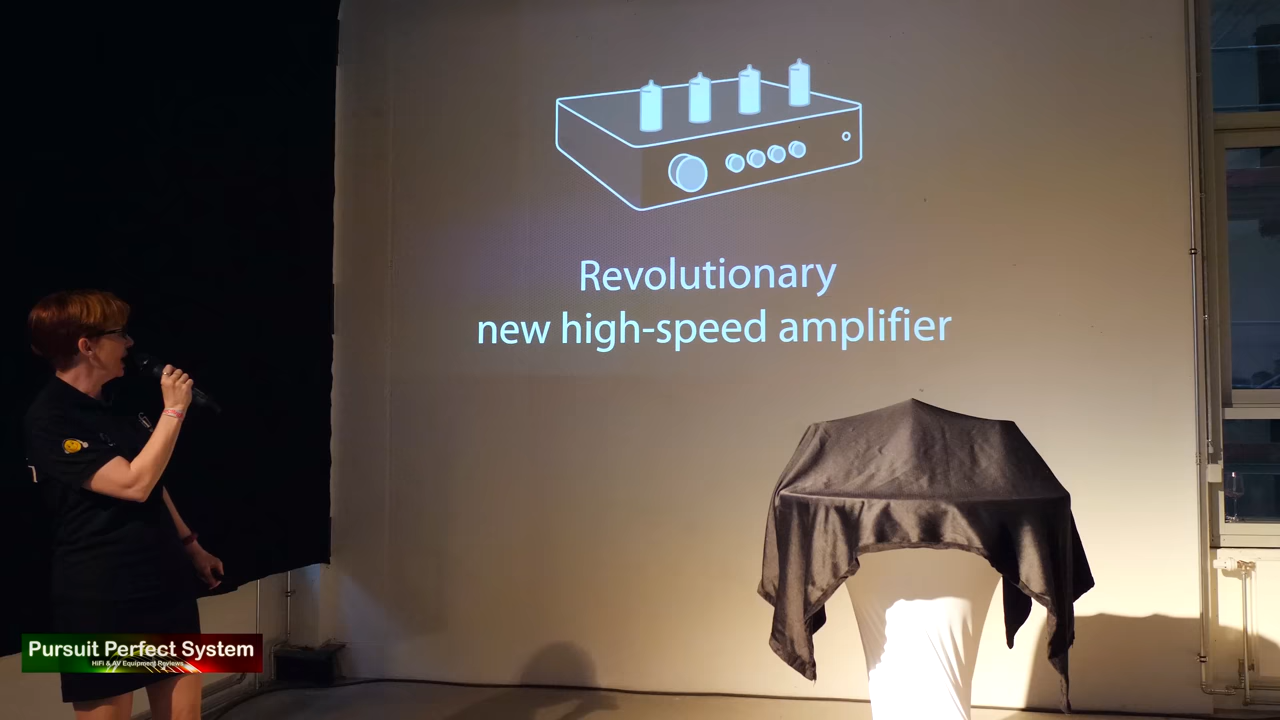 Revolutionary
new high-speed amplifier
Pursuit Perfect System
HiFi & AV Equipment Reviews